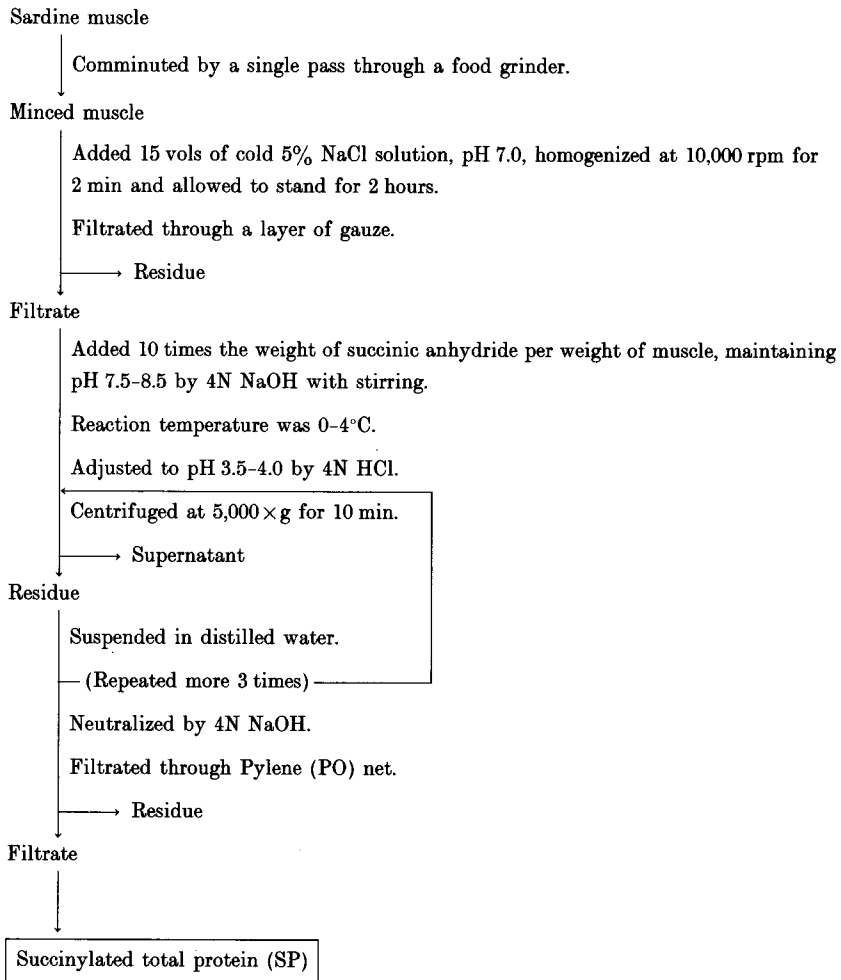 Sardine muscle
Comminuted by a single pass through a food grinder.
Minced muscle
Added 15 vols of cold 5% NaCl solution, pH 7.0, homogenized at 10,000 rpm for
2 min and allowed to stand for 2 hours.
Filtrated through a layer of gauze.
Residue
Filtrate
Added 10 times the weight of succinic anhydride per weight of muscle, maintaining
pH 7.5–8.5 by 4N NaOH with stirring.
Reaction temperature was 0–4°C.
Adjusted to pH 3.5–4.0 by 4N HCl.
Centrifuged at 5,000×g for 10 min.
Supernatant
Residue
Suspended in distilled water.
(Repeated more 3 times)
Neutralized by 4N NaOH.
Filtrated through Pylene (PO) net.
Residue
Filtrate
Succinylated total protein (SP)